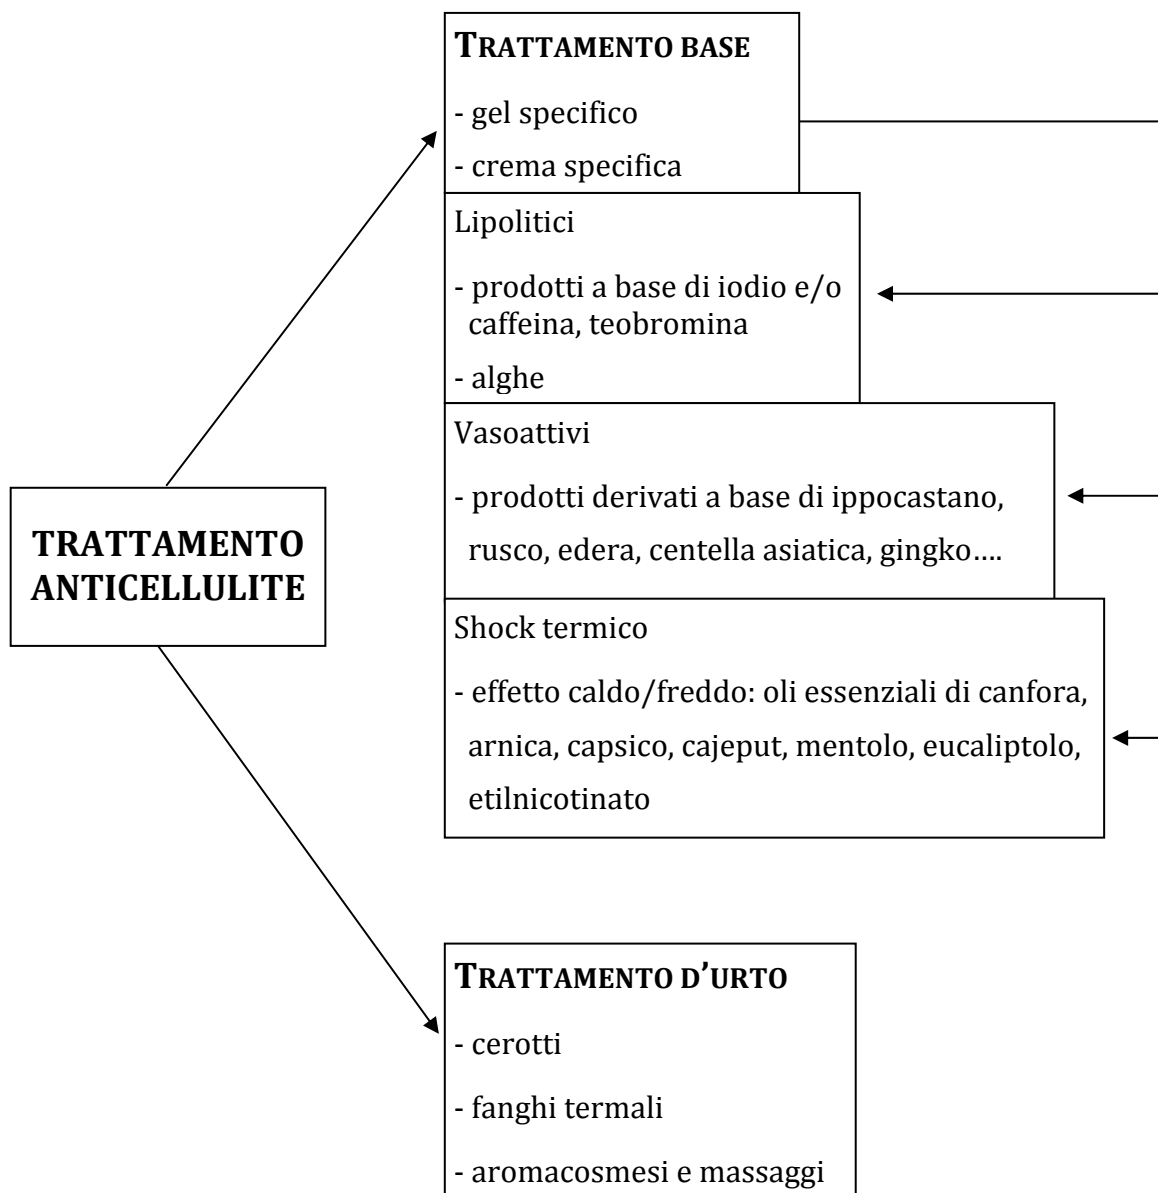 TRATTAMENTO BASE
- gel specifico
- crema specifica
Lipolitici
- prodotti a base di iodio e/o
caffeina, teobromina
- alghe
Vasoattivi
- prodotti derivati a base di ippocastano,
rusco, edera, centella asiatica, gingko….
TRATTAMENTO
ANTICELLULITE
Shock termico
- effetto caldo/freddo: oli essenziali di canfora,
arnica, capsico, cajeput, mentolo, eucaliptolo,
etilnicotinato
TRATTAMENTO D’URTO
- cerotti
- fanghi termali
- aromacosmesi e massaggi